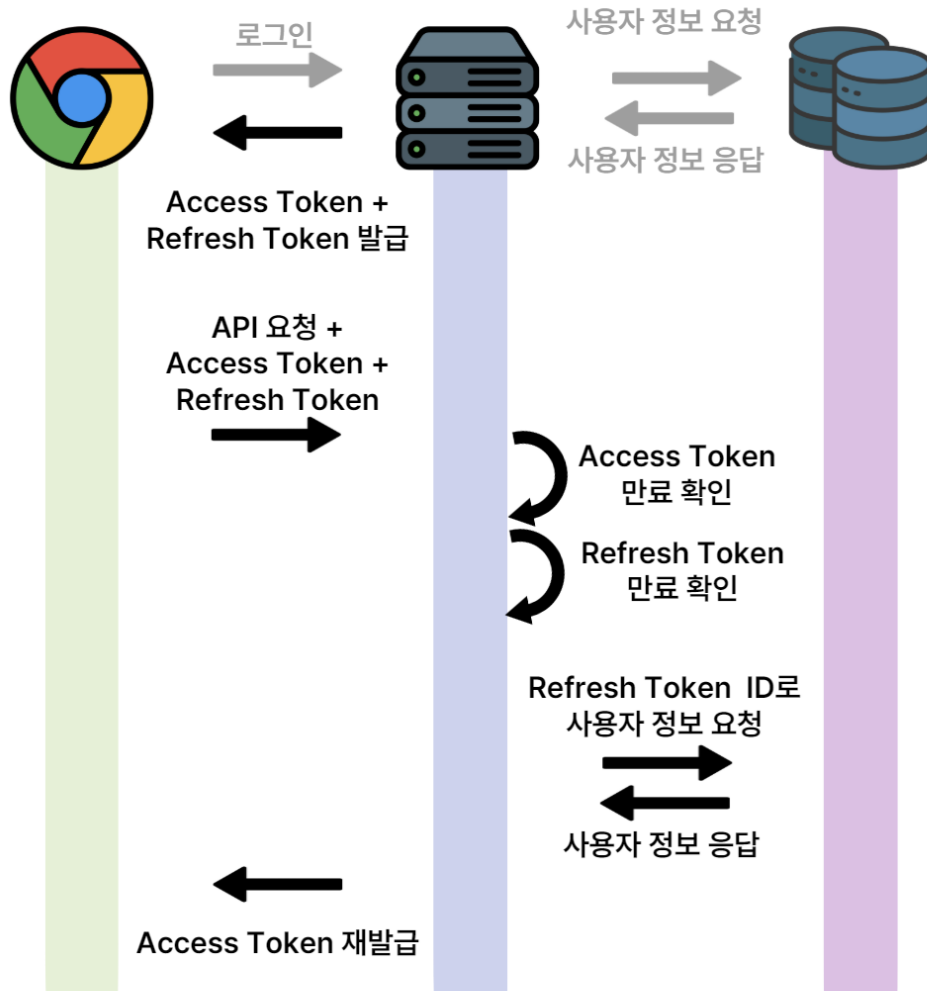 로그인
사용자 정보 요청
사용자 정보 응답
Access Token +
Refresh Token 발급
API 요청 +
Access Token +
Refresh Token
Access Token
만료 확인
Refresh Token
만료 확인
Refresh Token ID로
사용자 정보 요청
사용자 정보 응답
Access Token 재발급